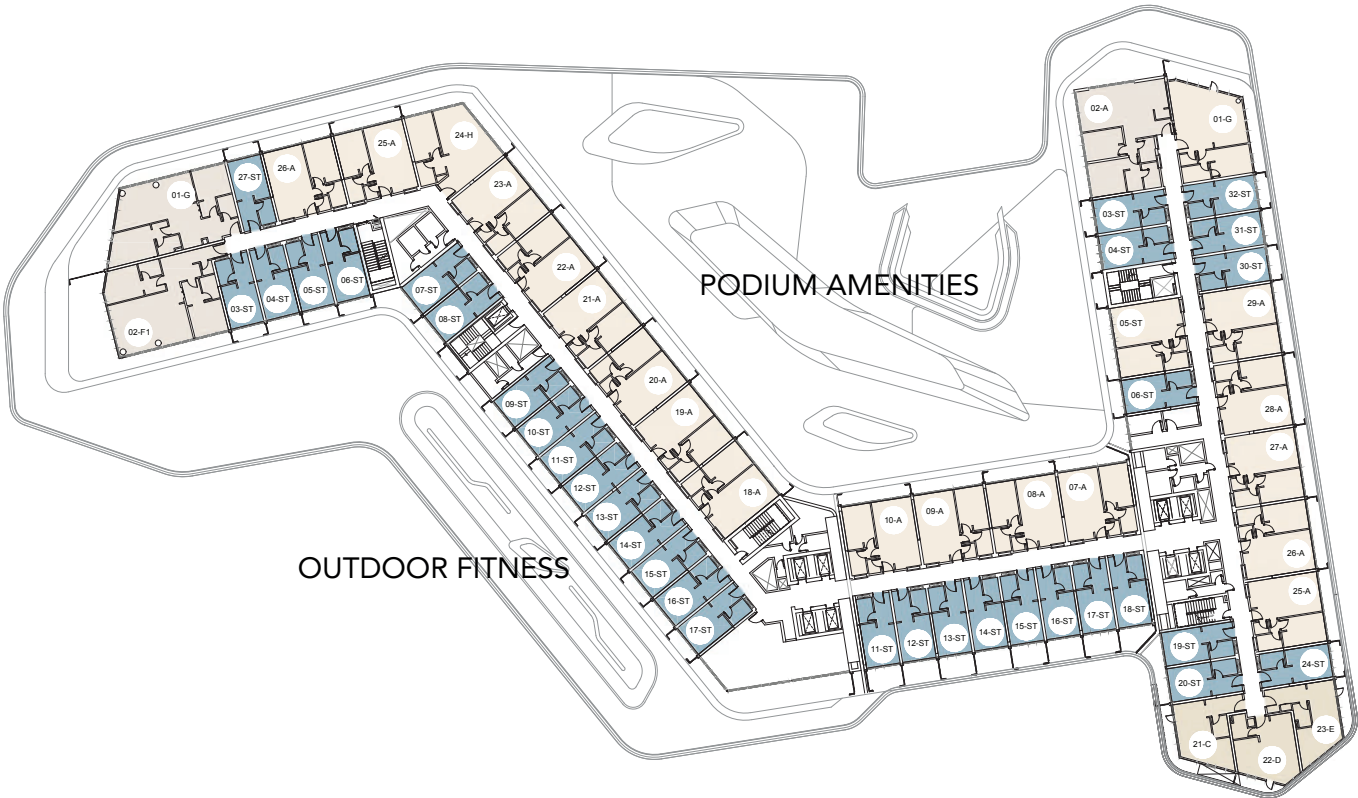 02-A
01-G
24-H
25-A
26-A
27-ST
01-G
23-A
32-ST
03-ST
31-ST
04-ST
30-ST
22-A
06-ST
05-ST
04-ST
03-ST
07-ST
PODIUM AMENITIES
21-A
29-A
08-ST
05-ST
02-F1
20-A
06-ST
09-ST
19-A
28-A
10-ST
27-A
11-ST
12-ST
18-A
07-A
08-A
09-A
10-A
13-ST
14-ST
26-A
OUTDOOR FITNESS
15-ST
25-A
16-ST
18-ST
17-ST
16-ST
15-ST
17-ST
14-ST
13-ST
12-ST
11-ST
19-ST
24-ST
20-ST
23-E
21-C
22-D